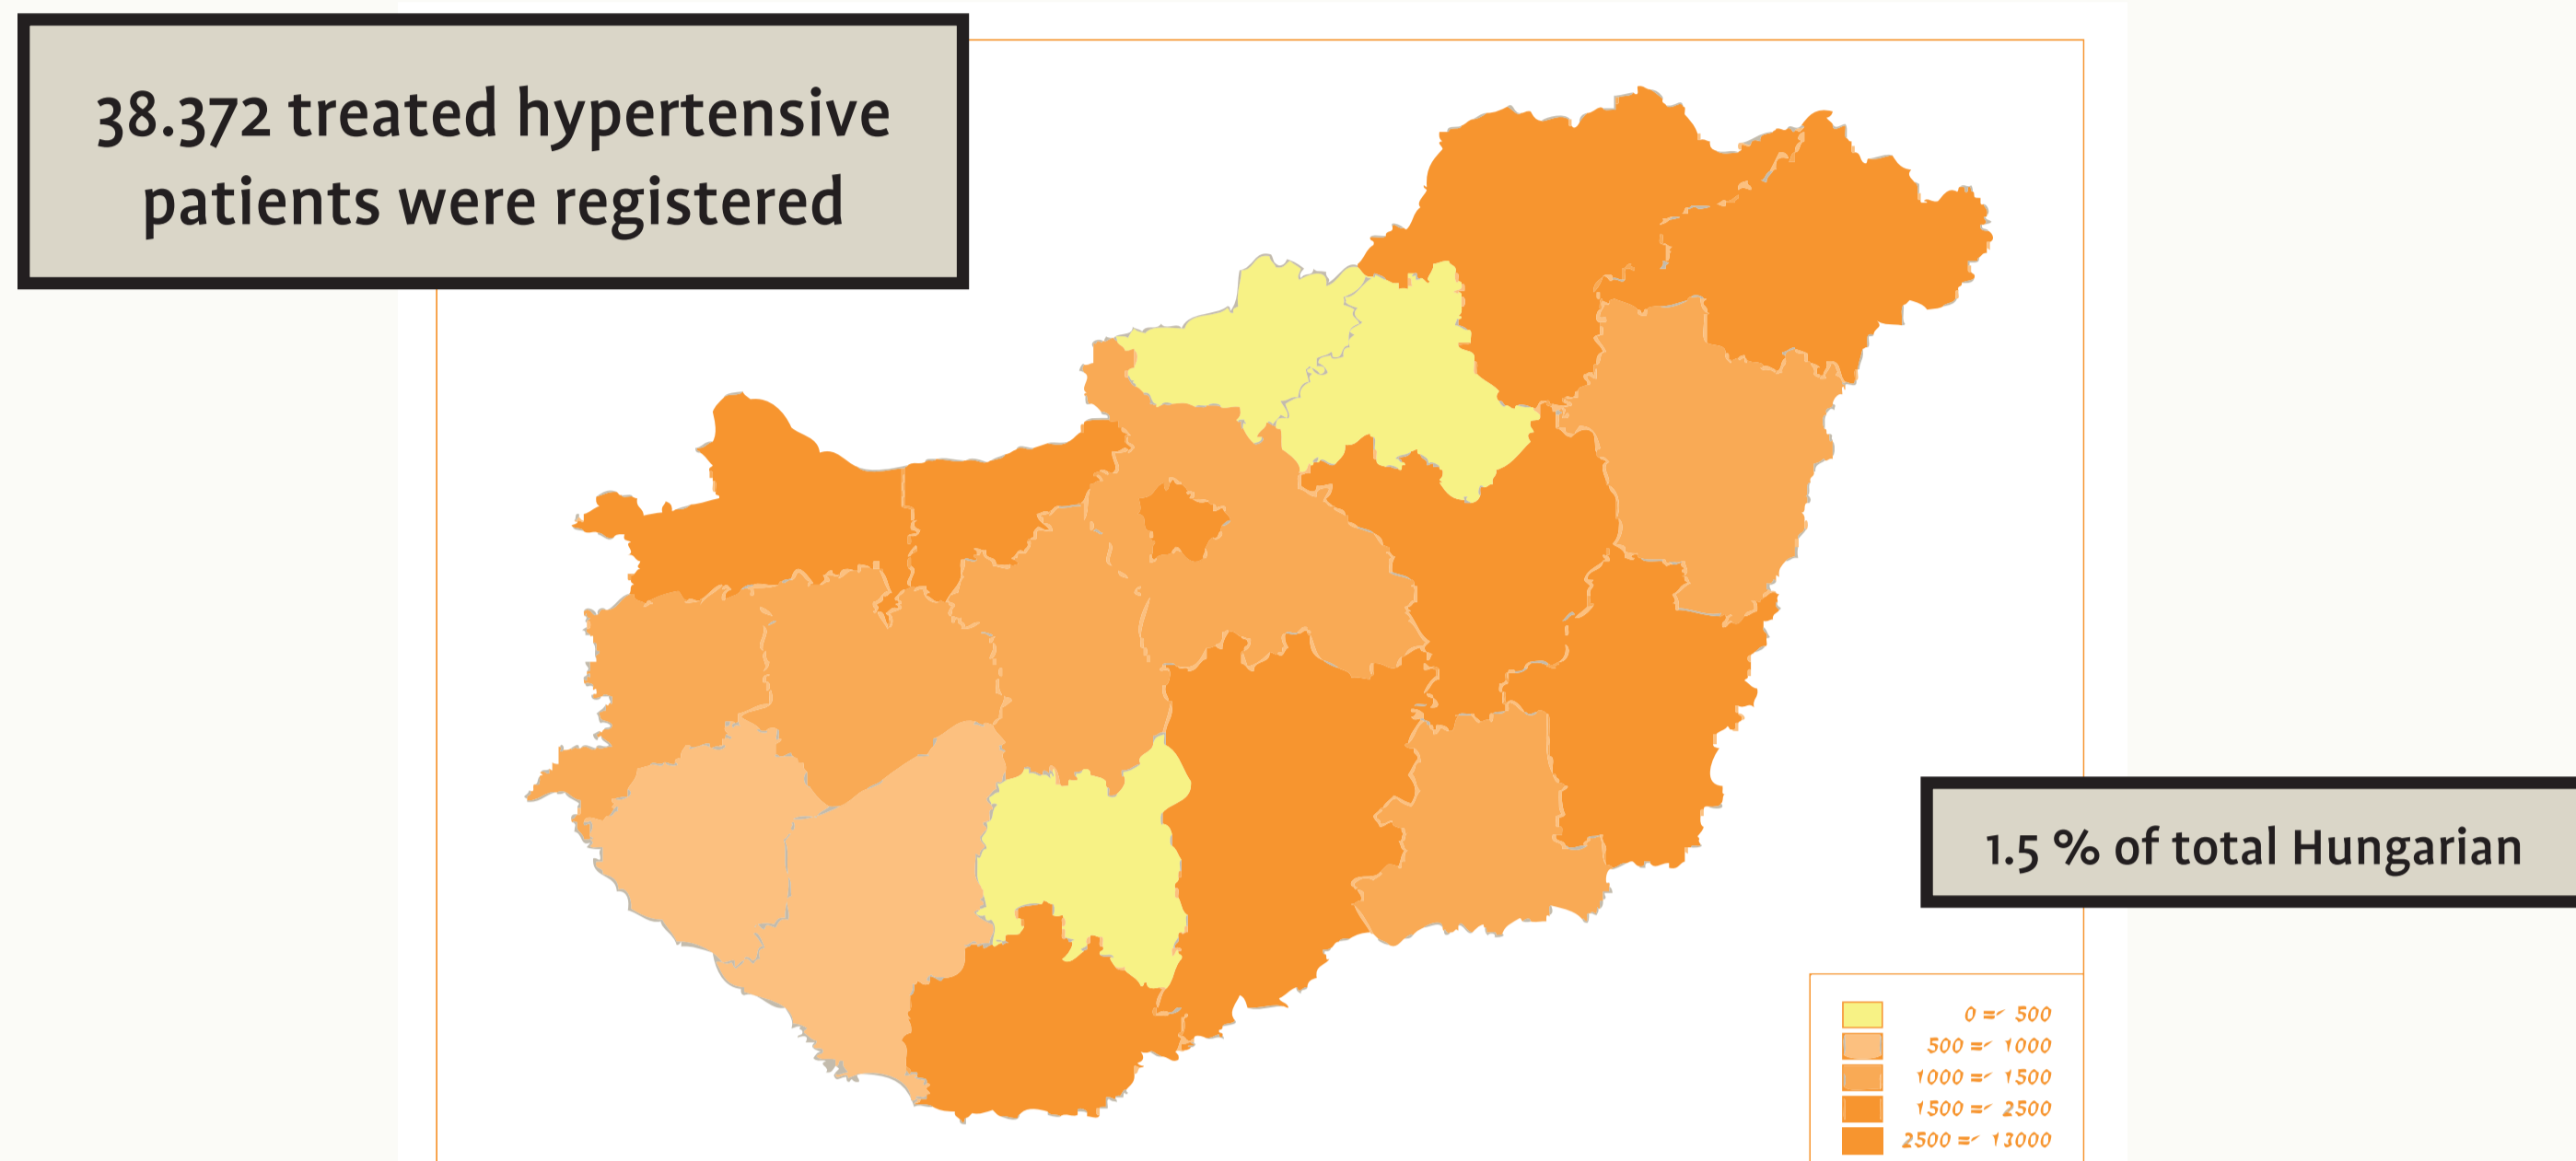 38.372 treated hypertensive
patients were registered
1.5 % of total Hungarian
0 =< 500
500 =< 1000
1000 =< 1500
1500 =< 2500
2500 =< 13000